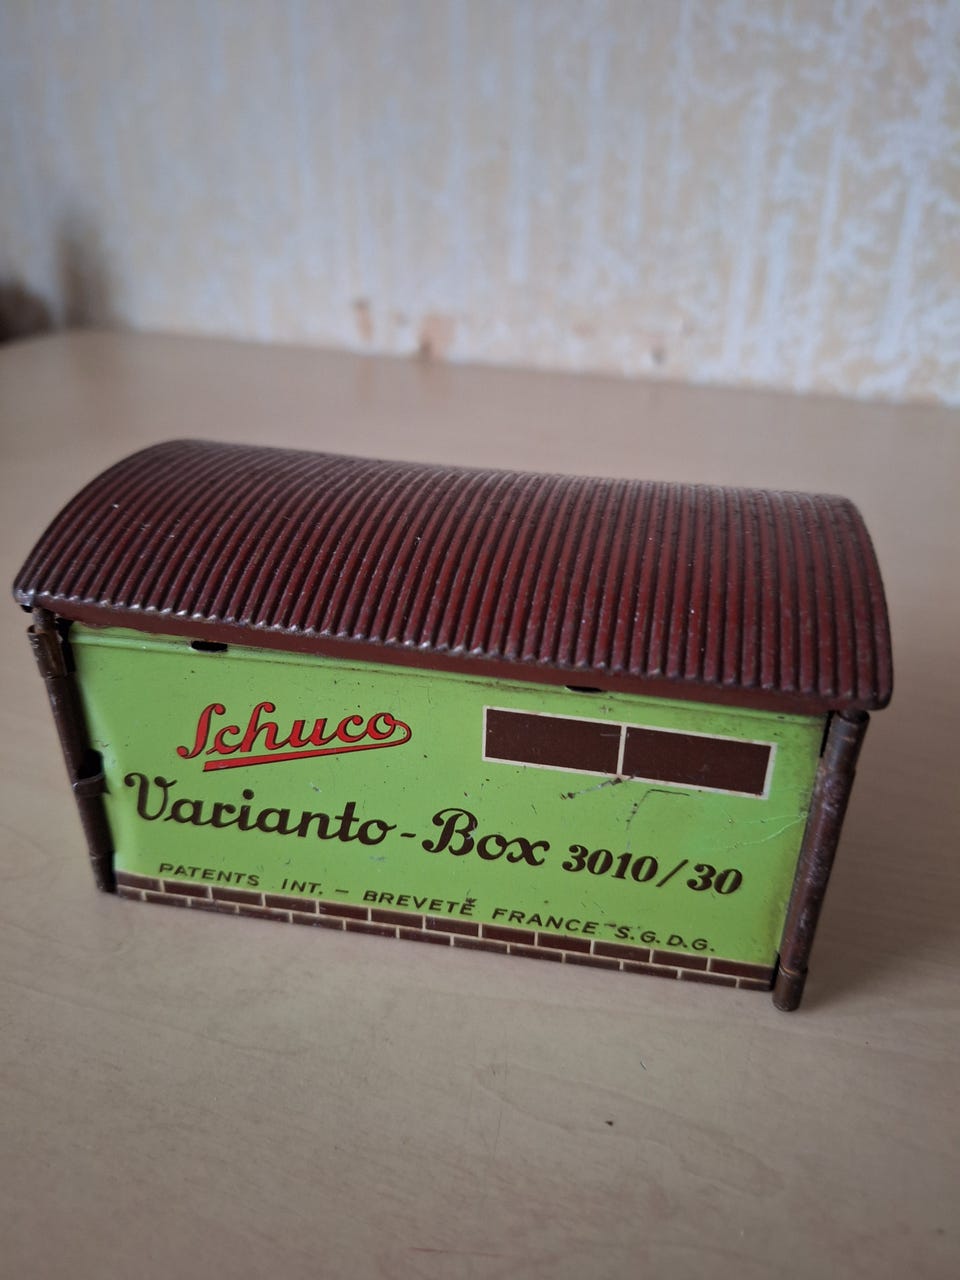 Schuco
Varianto-Box 3010/30
PATENTS INT. – BREVETÉ FRANCE S.G.D.G.